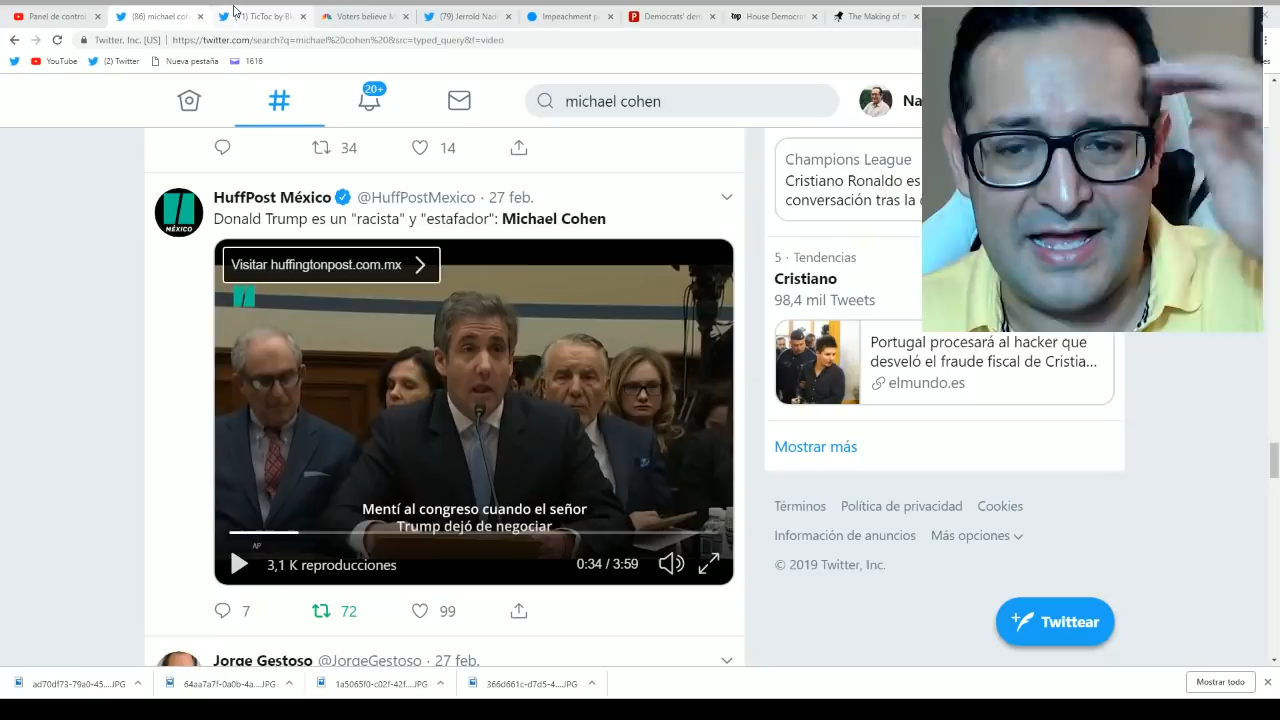 Panel de control
(86) michael coh
1) TicToc by Bl
Voters believe M
(79) Jerrold Nad
Impeachment p
Democrats' dem
House Democrat
The Making of
Twitter, Inc. [US] | https://twitter.com/search?q=michael%20cohen%20&src=typed_query&f=video
YouTube
(2) Twitter
Nueva pestaña
1616
es
20+
michael cohen
Na
34
14
HuffPost México @HuffPostMexico · 27 feb.
Donald Trump es un "racista" y "estafador": Michael Cohen
MÉXICO
Visitar huffingtonpost.com.mx
Mentí al congreso cuando el señor
Trump dejó de negociar
AP
3,1 K reproducciones
0:34 / 3:59
7
72
99
Jorge Gestoso @JorgeGestoso · 27 feb.
Champions League
Cristiano Ronaldo es
conversación tras la
5 · Tendencias
Cristiano
98,4 mil Tweets
Portugal procesará al hacker que
desveló el fraude fiscal de Cristia...
elmundo.es
Mostrar más
Términos Política de privacidad Cookies
Información de anuncios Más opciones
© 2019 Twitter, Inc.
Twittear
ad70df73-79a0-45....JPG
64aa7a7f-0a0b-4a....JPG
1a5065f0-c02f-42f....JPG
366d661c-d7d5-4....JPG
Mostrar todo